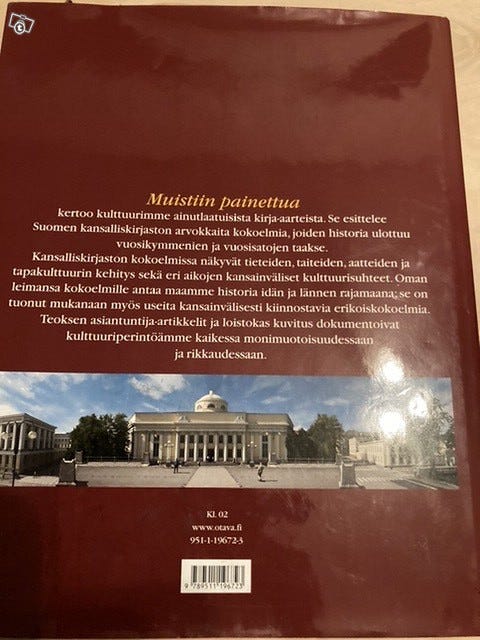 Muistiin painettua
kertoo kulttuurimme ainutlaatuisista kirja-aarteista. Se esittelee
Suomen kansalliskirjaston arvokkaita kokoelmia, joiden historia ulottuu
vuosikymmenien ja vuosisatojen taakse.
Kansalliskirjaston kokoelmissa näkyvät tieteiden, taiteiden, aatteiden ja
tapakulttuurin kehitys sekä eri aikojen kansainväliset kulttuurisuhteet. Oman
leimansa kokoelmille antaa maamme historia idän ja lännen rajamaana; se on
tuonut mukanaan myös useita kansainvälisesti kiinnostavia erikoiskokoelmia.
Teoksen asiantuntija-artikkelit ja loistokas kuvitus dokumentoivat
kulttuuriperintöämme kaikessa monimuotoisuudessaan
ja rikkaudessaan.
Kl. 02
www.otava.fi
951-1-19672-3
9 789511 196723